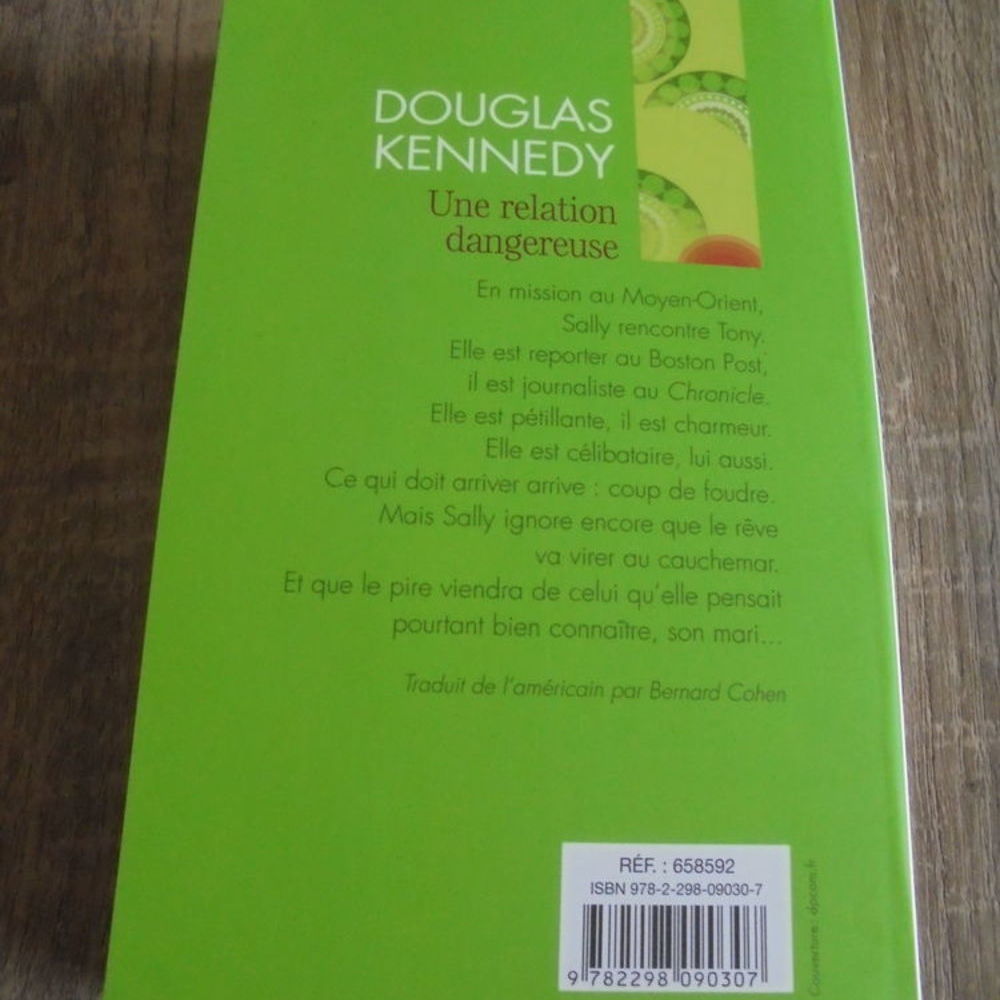 DOUGLAS
KENNEDY
Une relation
dangereuse
En mission au Moyen-Orient,
Sally rencontre Tony.
Elle est reporter au Boston Post,
il est journaliste au Chronicle.
Elle est pétillante, il est charmeur.
Elle est célibataire, lui aussi.
Ce qui doit arriver arrive : coup de foudre.
Mais Sally ignore encore que le rêve
va virer au cauchemar.
Et que le pire viendra de celui qu'elle pensait
pourtant bien connaître, son mari...
Traduit de l'américain par Bernard Cohen
RÉF. : 658592
ISBN 978-2-298-09030-7
9 782298 090307
Couverture : dpcom.fr